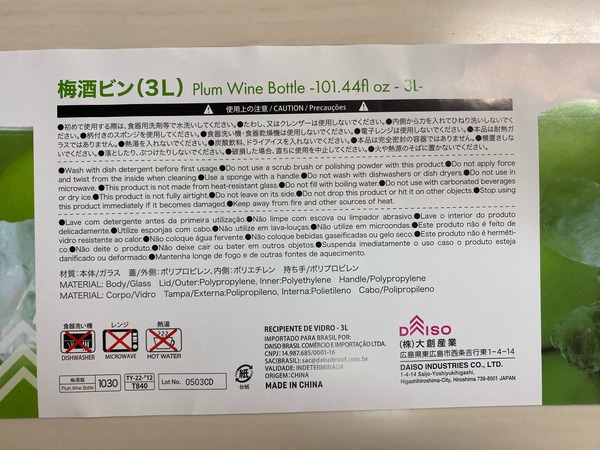 梅酒ビン(3L) Plum Wine Bottle -101.44fl oz - 3L-
使用上の注意 / CAUTION / Precauções
●初めて使用する際は、食器用洗剤等で水洗いしてください。●たわし、又はクレンザーは使用しないでください。●内側から力を入れてひねり洗いしないでく
ださい。●柄付きのスポンジを使用してください。●食器洗い機・食器乾燥機は使用しないでください。●電子レンジは使用しないでください。●本品は耐熱ガ
ラスではありません。●熱湯を入れないでください。●炭酸飲料、ドライアイスを入れないでください。●本品は完全密封の容器ではありません。●横置きしな
いでください。●落としたり、ぶつけたりしないでください。●破損した場合、直ちに使用を中止してください。●火や熱源のそばに置かないでください。
●Wash with dish detergent before first usage.●Do not use a scrub brush or polishing powder with this product.●Do not apply force
and twist from the inside when cleaning.●Use a sponge with a handle.●Do not wash with dishwashers or dish dryers.●Do not use in
microwave. ●This product is not made from heat-resistant glass.●Do not fill with boiling water.●Do not use with carbonated beverages
or dry ice.●This product is not fully airtight.●Do not leave on its side.●Do not drop this product or hit it on other objects.●Stop using
this product immediately if it becomes damaged.●Keep away from fire and other sources of heat.
●Lave com detergente antes da primeira utilização.●Não limpe com escova ou limpador abrasivo.●Lave o interior do produto
delicadamente.●Utilize esponjas com cabo.●Não utilize em lava-louças.●Não utilize em microondas.●Este produto não é feito de
vidro resistente ao calor.●Não coloque água fervente.●Não coloque bebidas gaseificadas ou gelo seco.●Este produto não é herméti-
co.●Não deite o produto.●Não deixe cair ou bater em outros objetos.●Suspenda imediatamente o uso caso o produto esteja
danificado ou deformado.●Mantenha longe de fogo e de outras fontes de aquecimento.
材質:本体/ガラス 蓋/外側:ポリプロピレン、内側:ポリエチレン 持ち手/ポリプロピレン
MATERIAL: Body/Glass Lid/Outer:Polypropylene, Inner:Polyethylene Handle/Polypropylene
MATERIAL: Corpo/Vidro Tampa/Externa:Polipropileno, Interna:Polietileno Cabo/Polipropileno
食器洗い機
DISHWASHER
レンジ
MICROWAVE
熱湯
HOT WATER
RECIPIENTE DE VIDRO - 3L
IMPORTADO PARA BRASIL POR:
DAISO BRASIL COMÉRCIO E IMPORTAÇÃO LTDA.
CNPJ: 14.987.685/0001-16
SAC(BRASIL): sac@daisobrasil.com.br
VALIDADE: INDETERMINADA
ORIGEM: CHINA
MADE IN CHINA
DAISO
(株)大創産業
広島県東広島市西条吉行東1-4-14
DAISO INDUSTRIES CO., LTD.
1-4-14 Saijo-Yoshiyukihigashi,
Higashihiroshima-City, Hiroshima 739-8501 JAPAN
梅酒瓶
Plum Wine Bottle
1030
TY-22-'12
T840
Lot No. 0503CD
紙
台紙